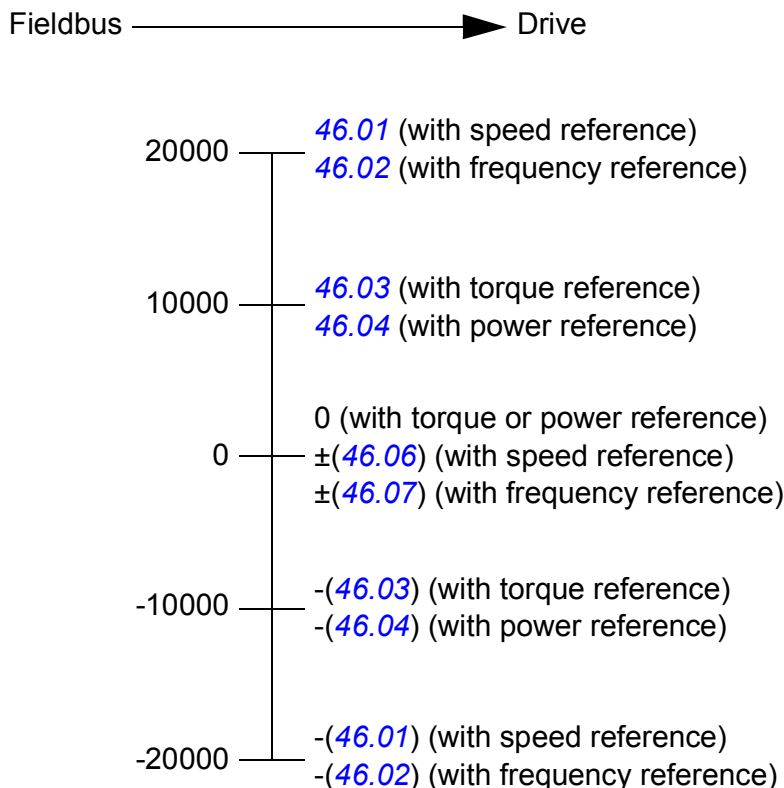 Fieldbus Drive
46.01 (with speed reference)
20000
46.02 (with frequency reference)
46.03 (with torque reference)
10000
46.04 (with power reference)
0 (with torque or power reference)
0 ±(46.06) (with speed reference)
±(46.07) (with frequency reference)
-(46.03) (with torque reference)
-10000
-(46.04) (with power reference)
-(46.01) (with speed reference)
-20000
-(46.02) (with frequency reference)